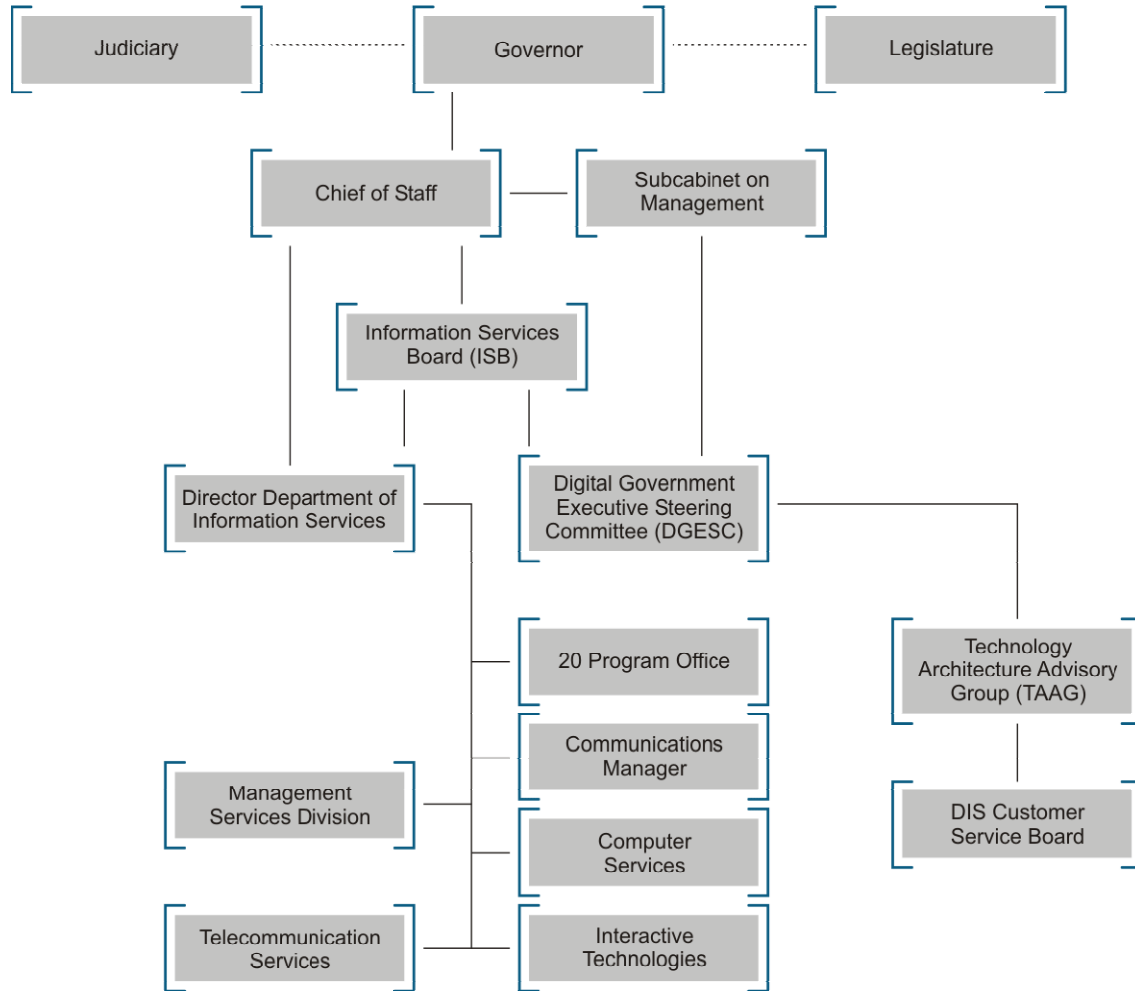 Judiciary
Governor
Legislature
Chief of Staff
Subcabinet on
Management
Information Services
Board (ISB)
Director Department of
Information Services
Digital Government
Executive Steering
Committee (DGESC)
20 Program Office
Technology
Architecture Advisory
Group (TAAG)
Communications
Manager
Management
Services Division
DIS Customer
Service Board
Computer
Services
Telecommunication
Services
Interactive
Technologies